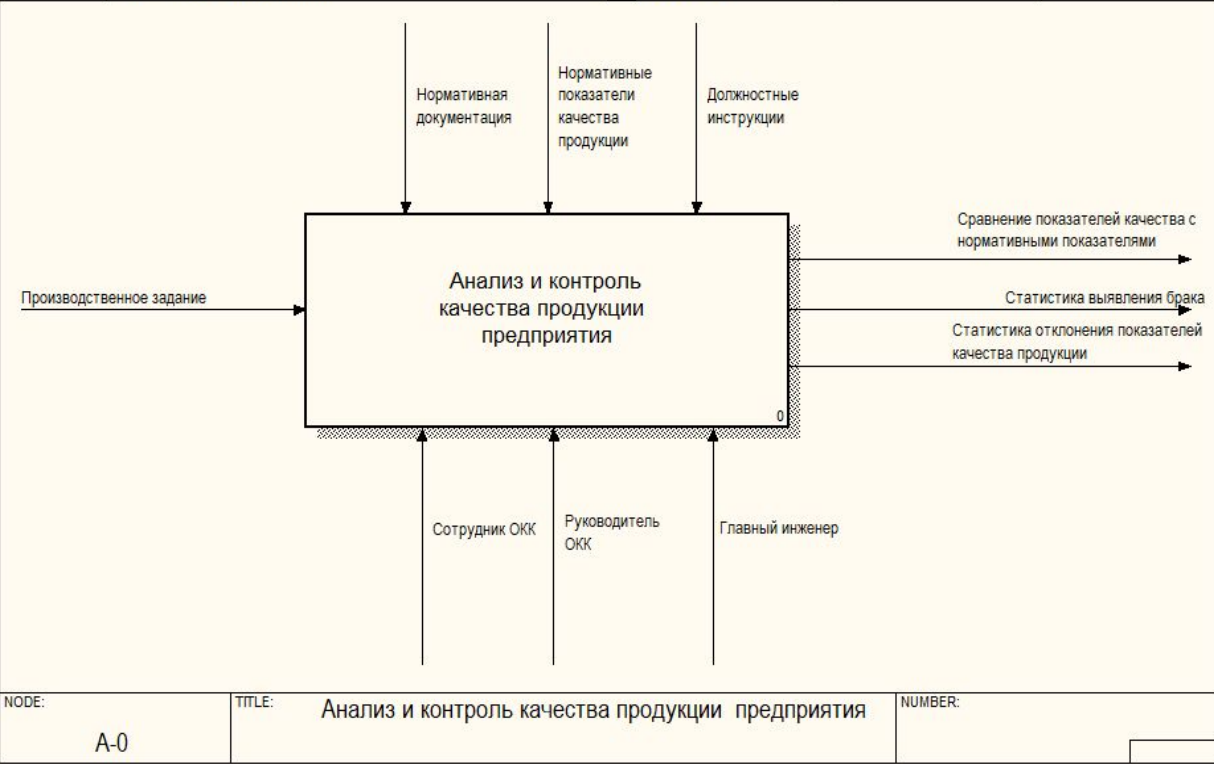 Нормативная
документация
Нормативные
показатели
качества
продукции
Должностные
инструкции
Производственное задание
Анализ и контроль
качества продукции
предприятия
0
Сравнение показателей качества с
нормативными показателями
Статистика выявления брака
Статистика отклонения показателей
качества продукции
Сотрудник ОКК
Руководитель
ОКК
Главный инженер
NODE:
A-0
TITLE:
Анализ и контроль качества продукции предприятия
NUMBER: